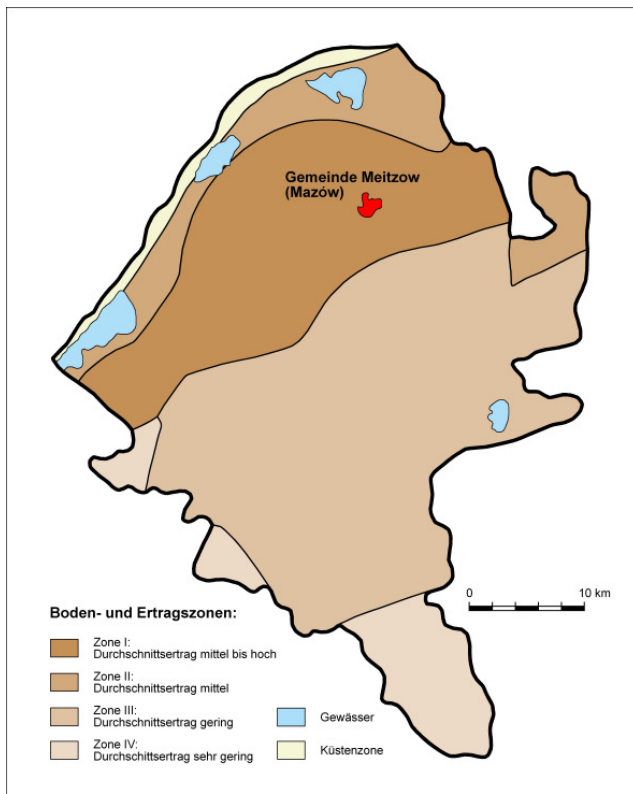 Gemeinde Meitzow
(Mazów)
0 10 km
Boden- und Ertragszonen:
Zone I:
Durchschnittsertrag mittel bis hoch
Zone II:
Durchschnittsertrag mittel
Zone III:
Durchschnittsertrag gering
Zone IV:
Durchschittsertrag sehr gering
Gewässer
Küstenzone